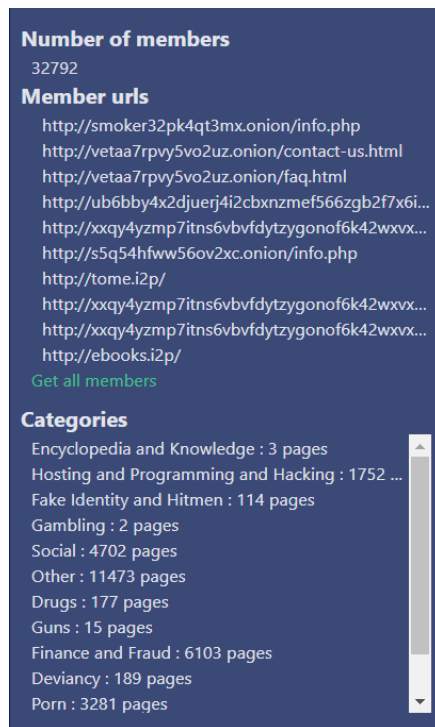 Number of members
32792
Member urls
http://smoker32pk4qt3mx.onion/info.php
http://vetaa7rpvy5vo2uz.onion/contact-us.html
http://vetaa7rpvy5vo2uz.onion/faq.html
http://ub6bby4x2djuerj4i2cbxnzmef566zgb2f7x6i...
http://xxqy4yzmp7itns6vbvfdytzygonof6k42wxvx...
http://s5q54hfww56ov2xc.onion/info.php
http://tome.i2p/
http://xxqy4yzmp7itns6vbvfdytzygonof6k42wxvx...
http://xxqy4yzmp7itns6vbvfdytzygonof6k42wxvx...
http://ebooks.i2p/
Get all members
Categories
Encyclopedia and Knowledge : 3 pages
Hosting and Programming and Hacking : 1752 ...
Fake Identity and Hitmen : 114 pages
Gambling : 2 pages
Social : 4702 pages
Other : 11473 pages
Drugs : 177 pages
Guns : 15 pages
Finance and Fraud : 6103 pages
Deviancy : 189 pages
Porn : 3281 pages